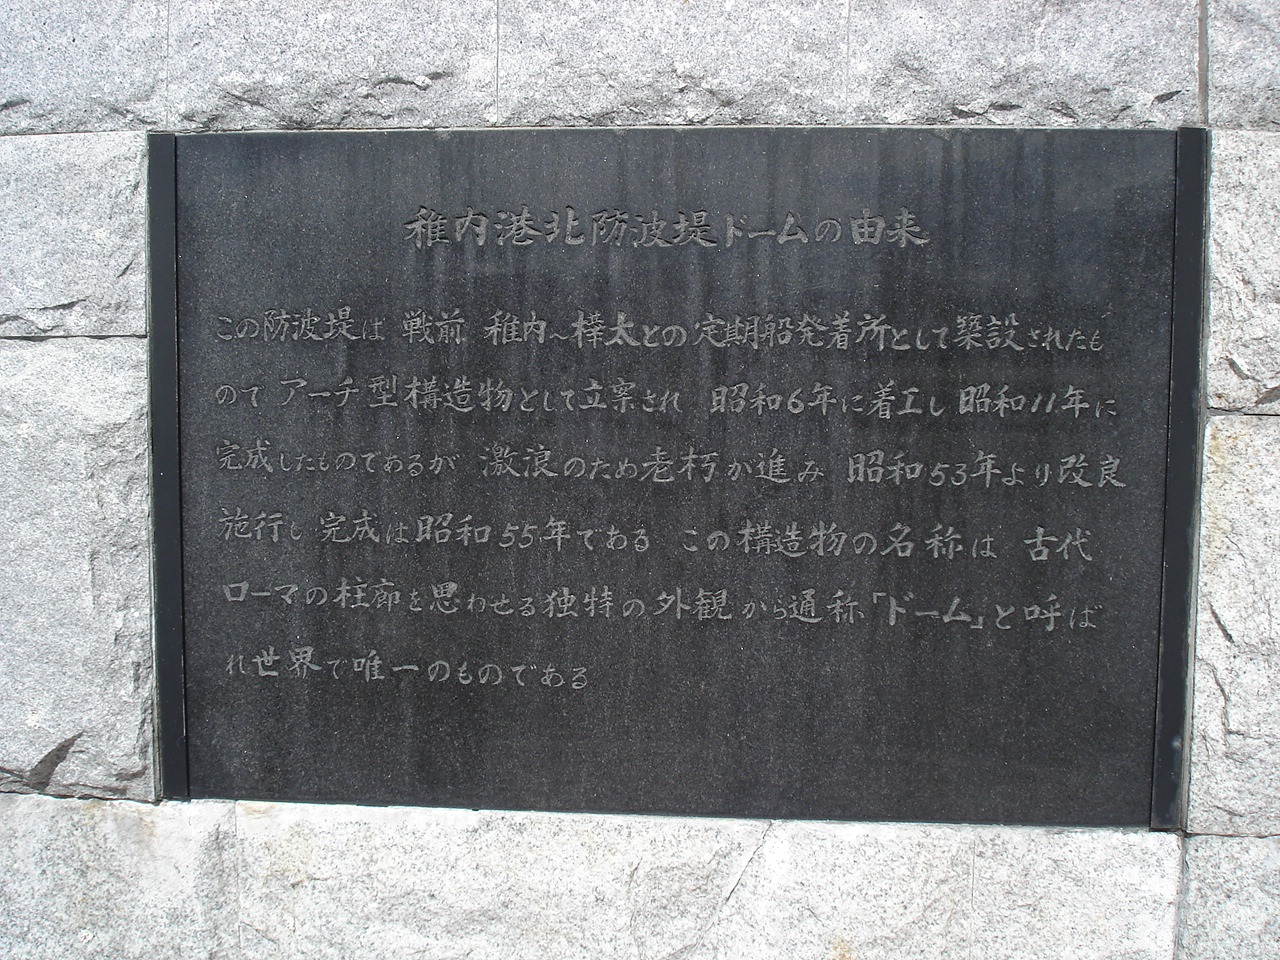 稚内港北防波堤ドームの由来
この防波堤は 戦前 稚内へ樺太との定期船発着所として築設されたも
ので アーチ型構造物として立案され 昭和6年に着工し 昭和11年に
完成したものであるが 激浪のため老朽が進み 昭和53年より改良
施行し 完成は昭和55年である この構造物の名称は 古代
ローマの柱廊を思わせる独特の外観から通称「ドーム」と呼ば
れ世界で唯一のものである